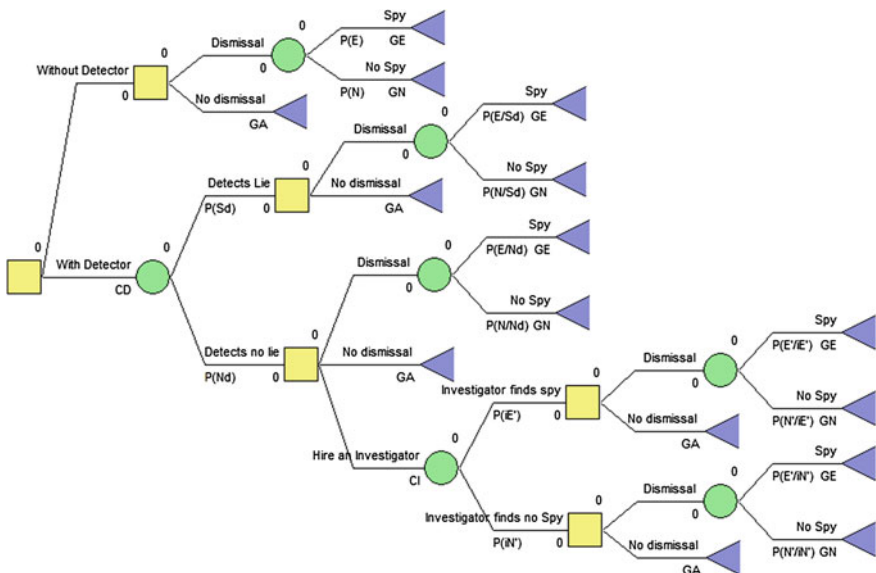 0
Spy
P(E) GE
Dismissal
0
0
Without Detector
0
No Spy
P(N) GN
No dismissal
GA
0
Spy
P(E/Sd) GE
Dismissal
0
0
Detects Lie
P(Sd) 0
No Spy
P(N/Sd) GN
No dismissal
GA
0
With Detector
CD
0
0
Spy
P(E/Nd) GE
Dismissal
0
No Spy
P(N/Nd) GN
0
Detects no lie
P(Nd) 0
No dismissal
GA
Hire an Investigator
CI
0
0
Spy
P(E'/iE') GE
Dismissal
0
0
Investigator finds spy
P(iE') 0
No Spy
P(N'/iE') GN
No dismissal
GA
0
Spy
P(E'/iN') GE
Dismissal
0
0
Investigator finds no Spy
P(iN') 0
No Spy
P(N'/iN') GN
No dismissal
GA